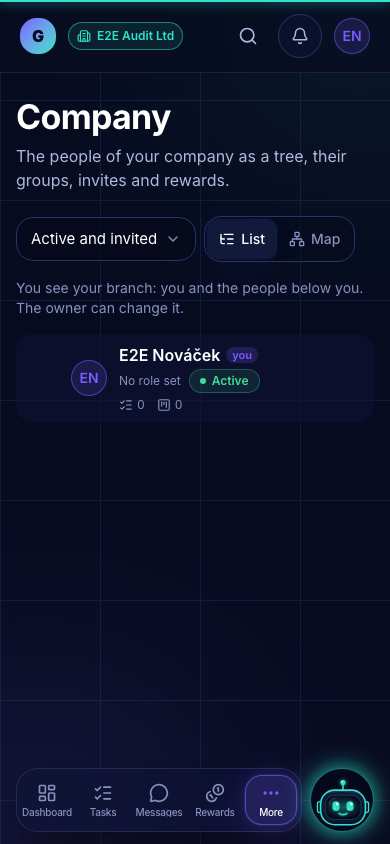 G E2E Audit Ltd EN
Company
The people of your company as a tree, their
groups, invites and rewards.
Active and invited List Map
You see your branch: you and the people below you.
The owner can change it.
E2E Nováček you
EN
No role set Active
0 0
Dashboard Tasks Messages Rewards More